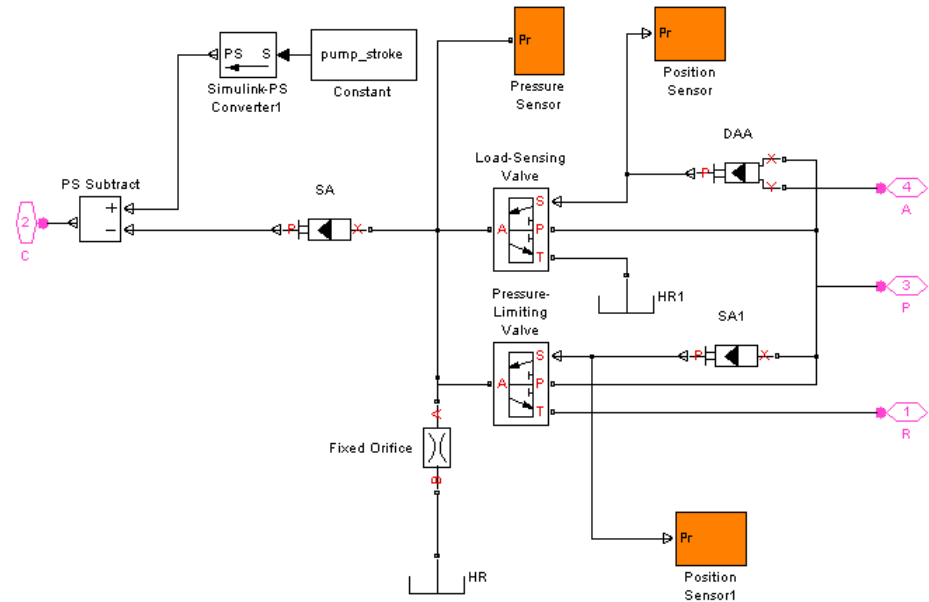 Pr
Pressure
Sensor
Pr
Position
Sensor
PS S
Simulink-PS
Converter1
pump_stroke
Constant
DAA
P
X
Y
4
A
PS Subtract
+
−
2
C
SA
P X
Load-Sensing
Valve
S
A P
T
HR1
3
P
Pressure-
Limiting
Valve
S
A P
T
SA1
P X
1
R
A
Fixed Orifice
B
HR
Pr
Position
Sensor1